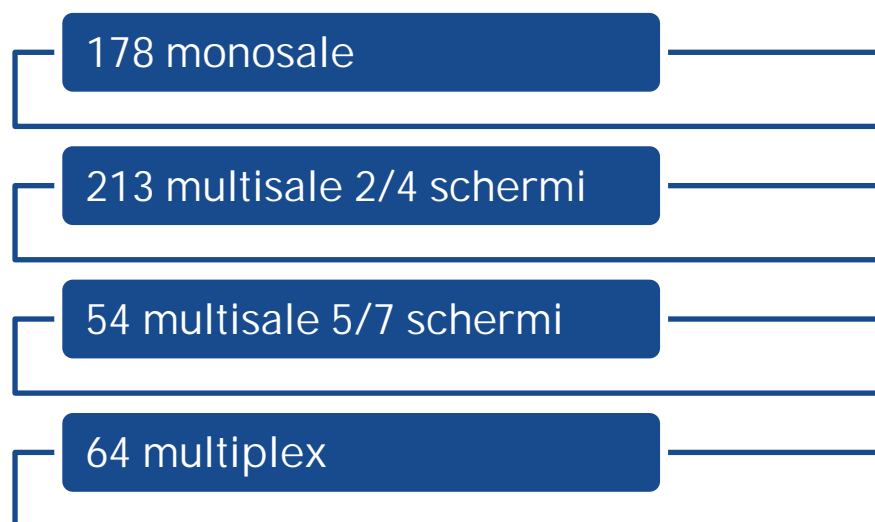 178 monosale
213 multisale 2/4 schermi
54 multisale 5/7 schermi
64 multiplex